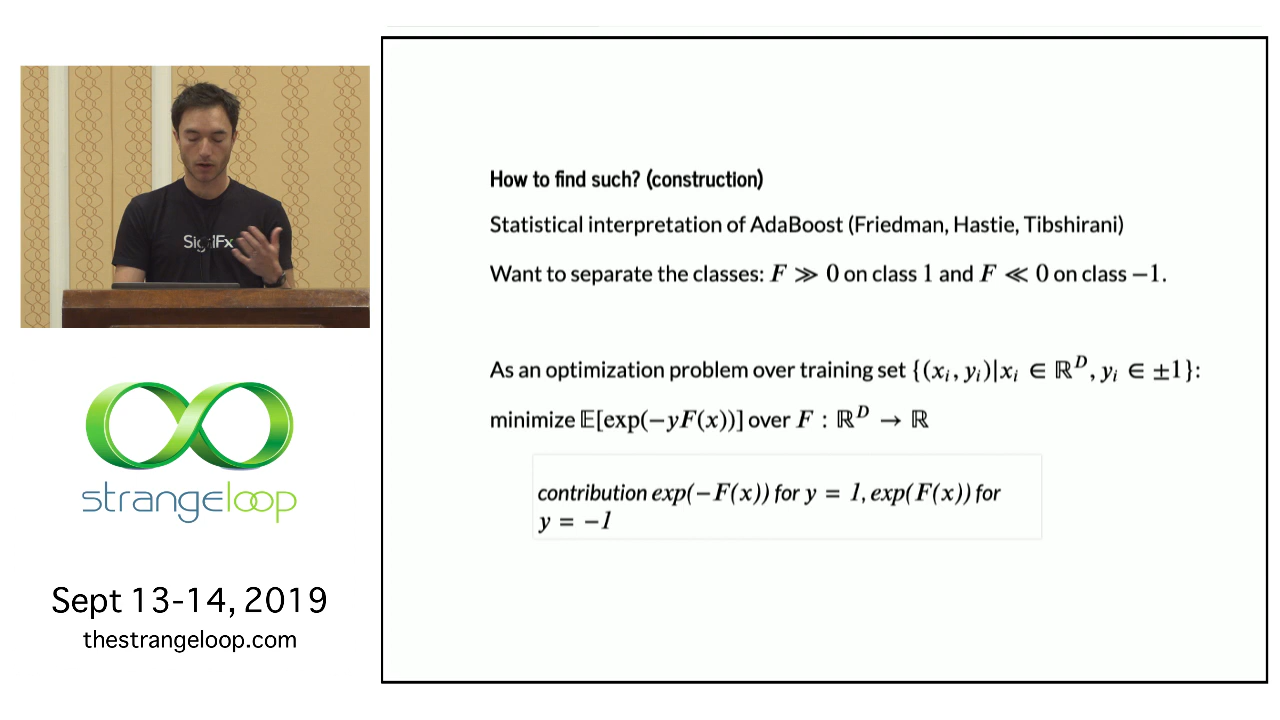 SignalFx
strangeloop
Sept 13-14, 2019
thestrangeloop.com
How to find such? (construction)
Statistical interpretation of AdaBoost (Friedman, Hastie, Tibshirani)
Want to separate the classes: F ≫ 0 on class 1 and F ≪ 0 on class −1.
As an optimization problem over training set {(xᵢ, yᵢ)|xᵢ ∈ ℝᴰ, yᵢ ∈ ±1}:
minimize 𝔼[exp(−yF(x))] over F : ℝᴰ → ℝ
contribution exp(−F(x)) for y = 1, exp(F(x)) for
y = −1